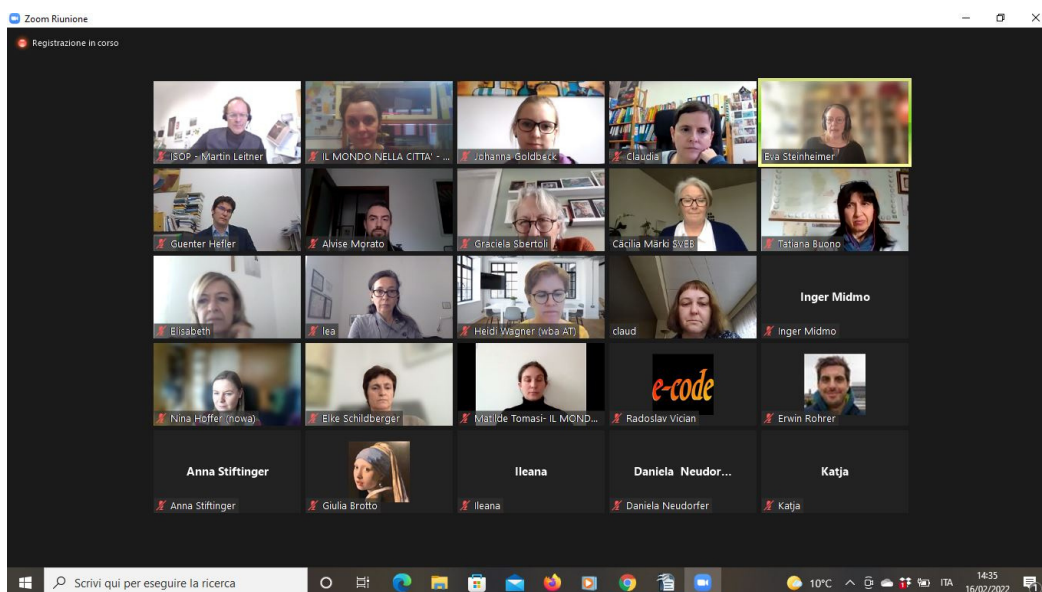 Zoom Riunione
Registrazione in corso
ISOP - Martin Leitner
IL MONDO NELLA CITTA' - ...
Johanna Goldbeck
Claudia
Eva Steinheimer
Guenter Hefler
Alvise Morato
Graciela Sbertoli
Cäcilia Märki SVEB
Tatiana Buono
Elisabeth
lea
Heidi Wagner (wba AT)
claud
Inger Midmo
Inger Midmo
Nina Hoffer (nowa)
Elke Schildberger
Matilde Tomasi- IL MOND...
e-code
Radoslav Vician
Erwin Rohrer
Anna Stiftinger
Ileana
Daniela Neudor...
Katja
Anna Stiftinger
Giulia Brotto
Ileana
Daniela Neudorfer
Katja
Scrivi qui per eseguire la ricerca
10°C
ITA
14:35
16/02/2022